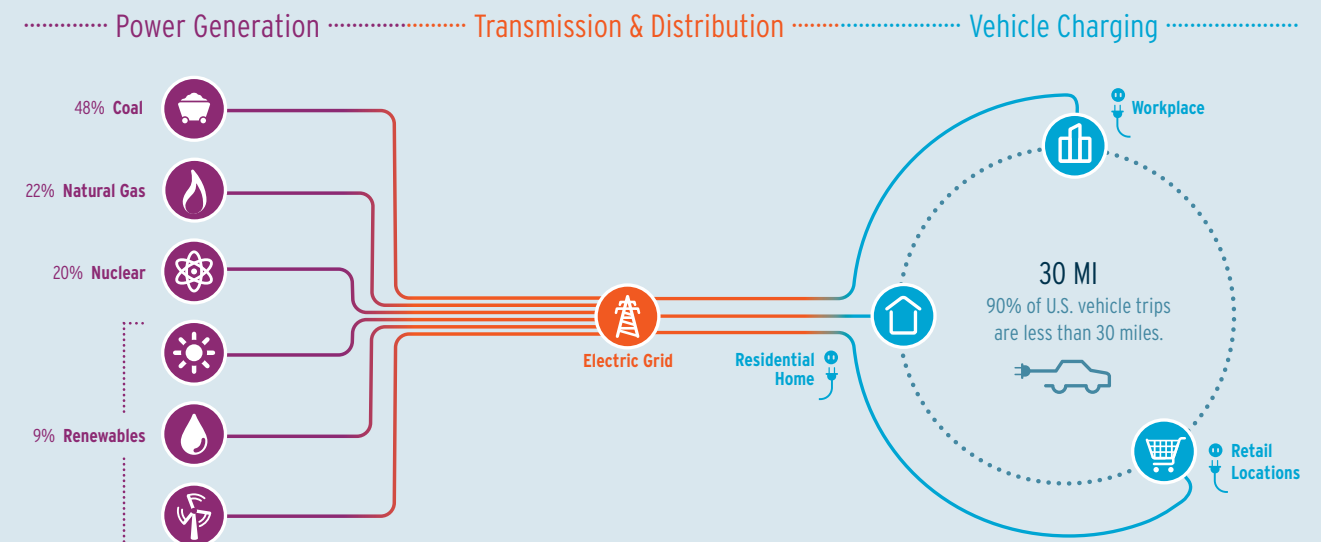 Power Generation
Transmission & Distribution
Vehicle Charging
48% Coal
22% Natural Gas
20% Nuclear
9% Renewables
Electric Grid
Residential
Home
Workplace
30 MI
90% of U.S. vehicle trips
are less than 30 miles.
Retail
Locations